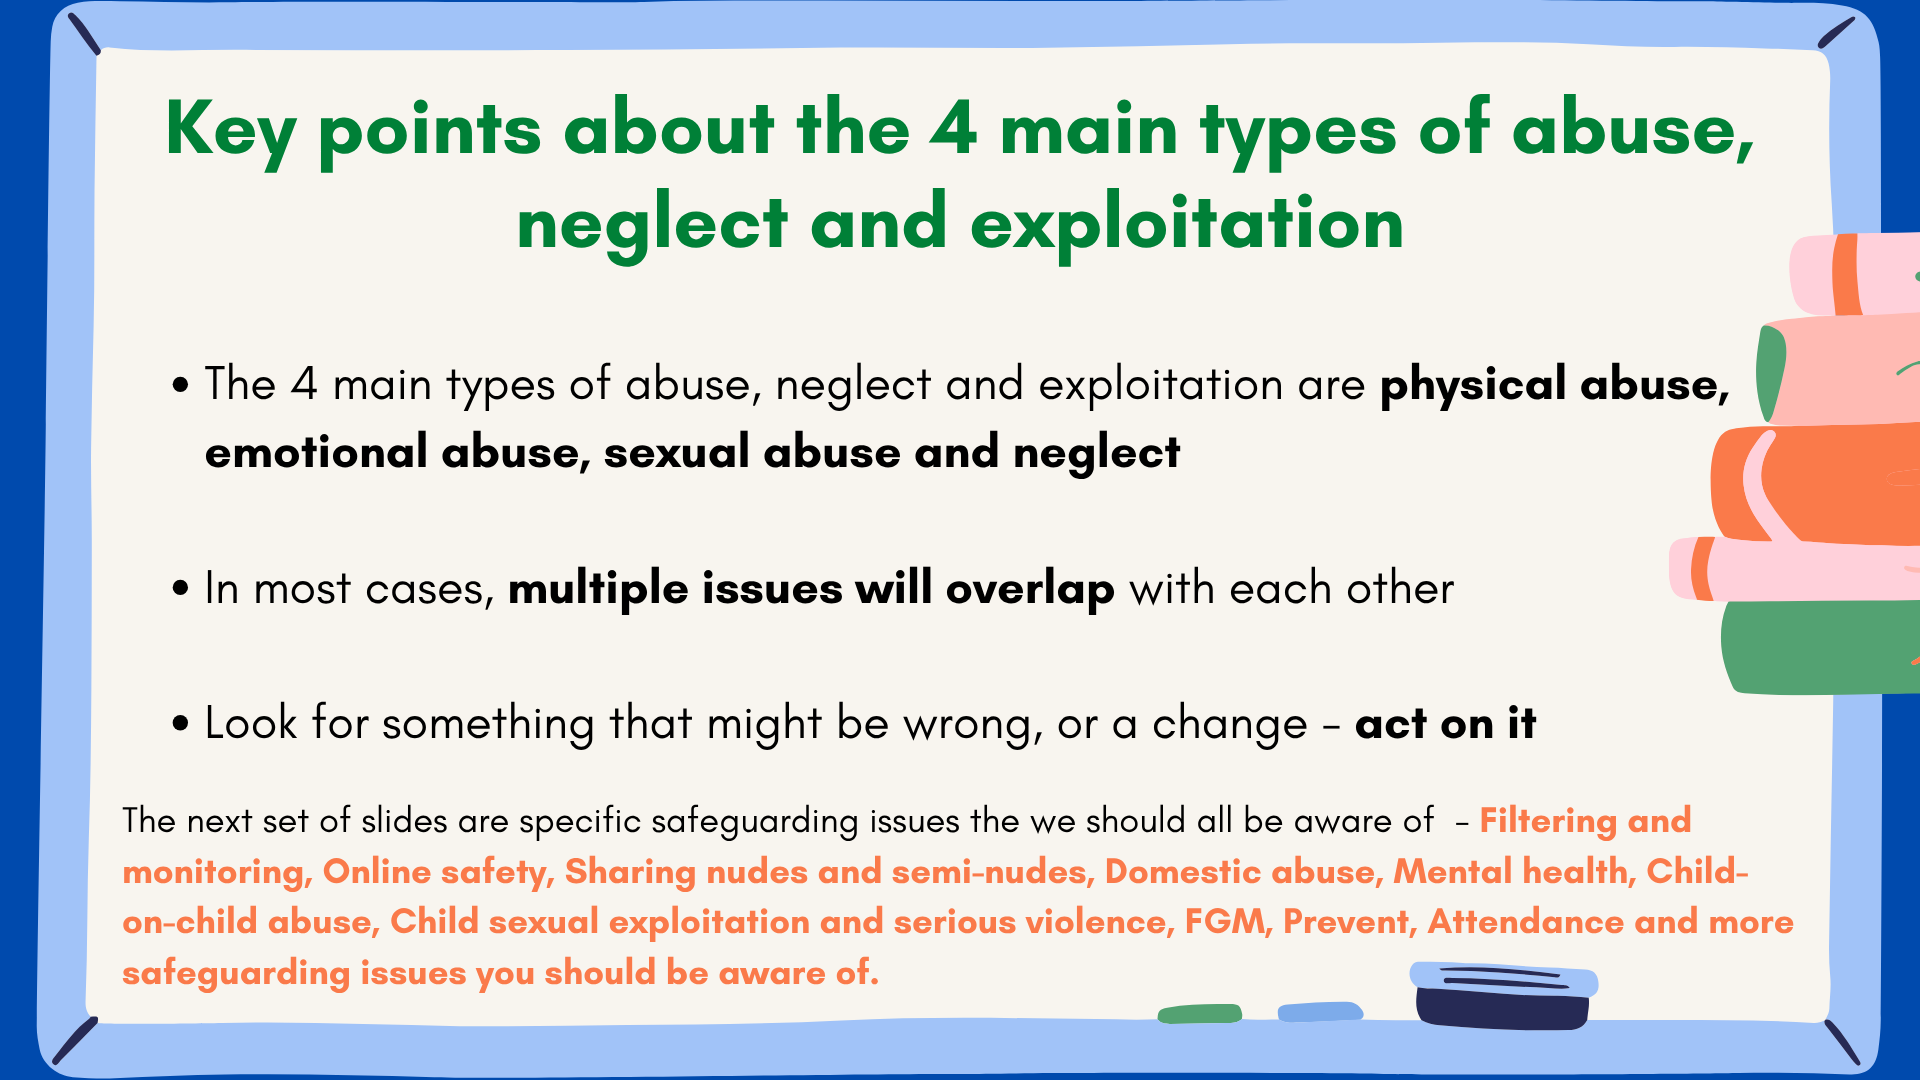 Key points about the 4 main types of abuse,
neglect and exploitation
• The 4 main types of abuse, neglect and exploitation are physical abuse,
emotional abuse, sexual abuse and neglect
• In most cases, multiple issues will overlap with each other
• Look for something that might be wrong, or a change - act on it
The next set of slides are specific safeguarding issues the we should all be aware of - Filtering and
monitoring, Online safety, Sharing nudes and semi-nudes, Domestic abuse, Mental health, Child-
on-child abuse, Child sexual exploitation and serious violence, FGM, Prevent, Attendance and more
safeguarding issues you should be aware of.